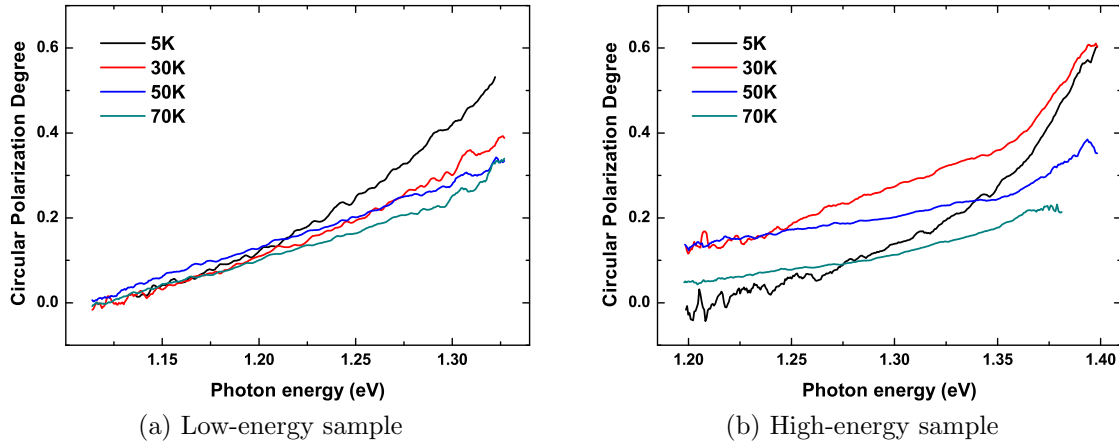 Circular Polarization Degree
0.6
0.4
0.2
0.0
5K
30K
50K
70K
1.15 1.20 1.25 1.30
Photon energy (eV)
(a) Low-energy sample
Circular Polarization Degree
0.6
0.4
0.2
0.0
5K
30K
50K
70K
1.20 1.25 1.30 1.35 1.40
Photon energy (eV)
(b) High-energy sample